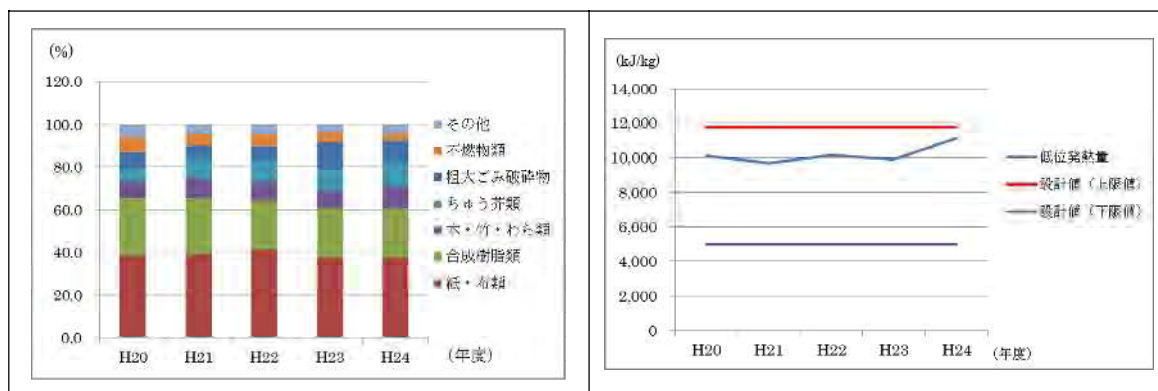 (%)
120.0
100.0
80.0
60.0
40.0
20.0
0.0
H20
H21
H22
H23
H24
(年度)
その他
不燃物類
粗大ごみ破砕物
ちゅう芥類
木・竹・わら類
合成樹脂類
紙・布類
(kJ/kg)
14,000
12,000
10,000
8,000
6,000
4,000
2,000
0
H20
H21
H22
H23
H24
(年度)
低位発熱量
設計値（上限値）
設計値（下限値）